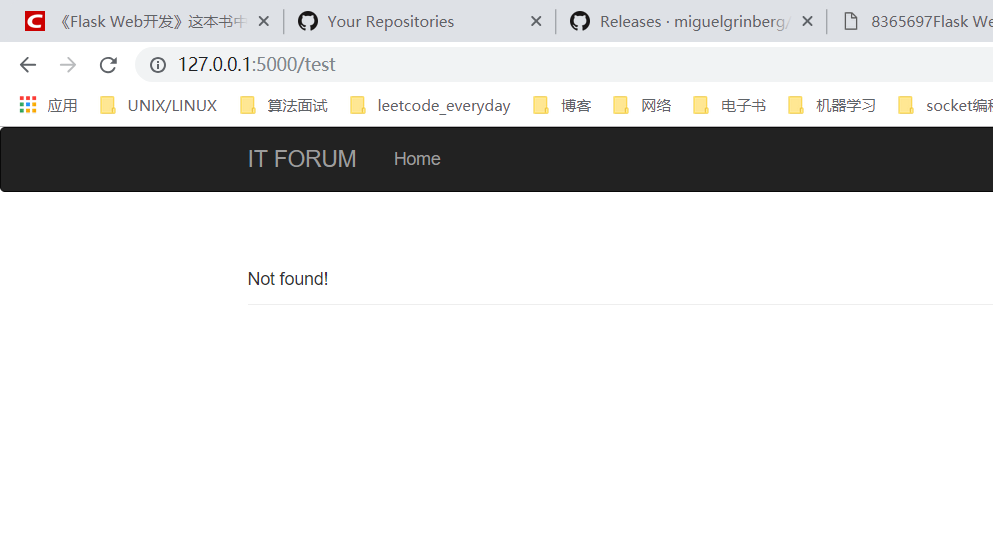 《Flask Web开发》这本书中 Your Repositories Releases · miguelgrinberg/ 8365697Flask We
127.0.0.1:5000/test
应用 UNIX/LINUX 算法面试 leetcode_everyday 博客 网络 电子书 机器学习 socket编程
IT FORUM Home
Not found!